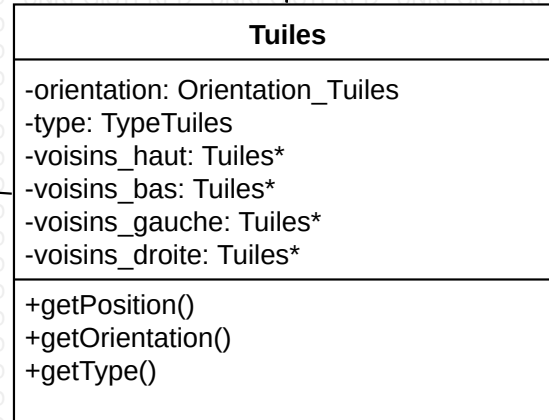 Tuiles
-orientation: Orientation_Tuiles
-type: TypeTuiles
-voisins_haut: Tuiles*
-voisins_bas: Tuiles*
-voisins_gauche: Tuiles*
-voisins_droite: Tuiles*
+getPosition()
+getOrientation()
+getType()